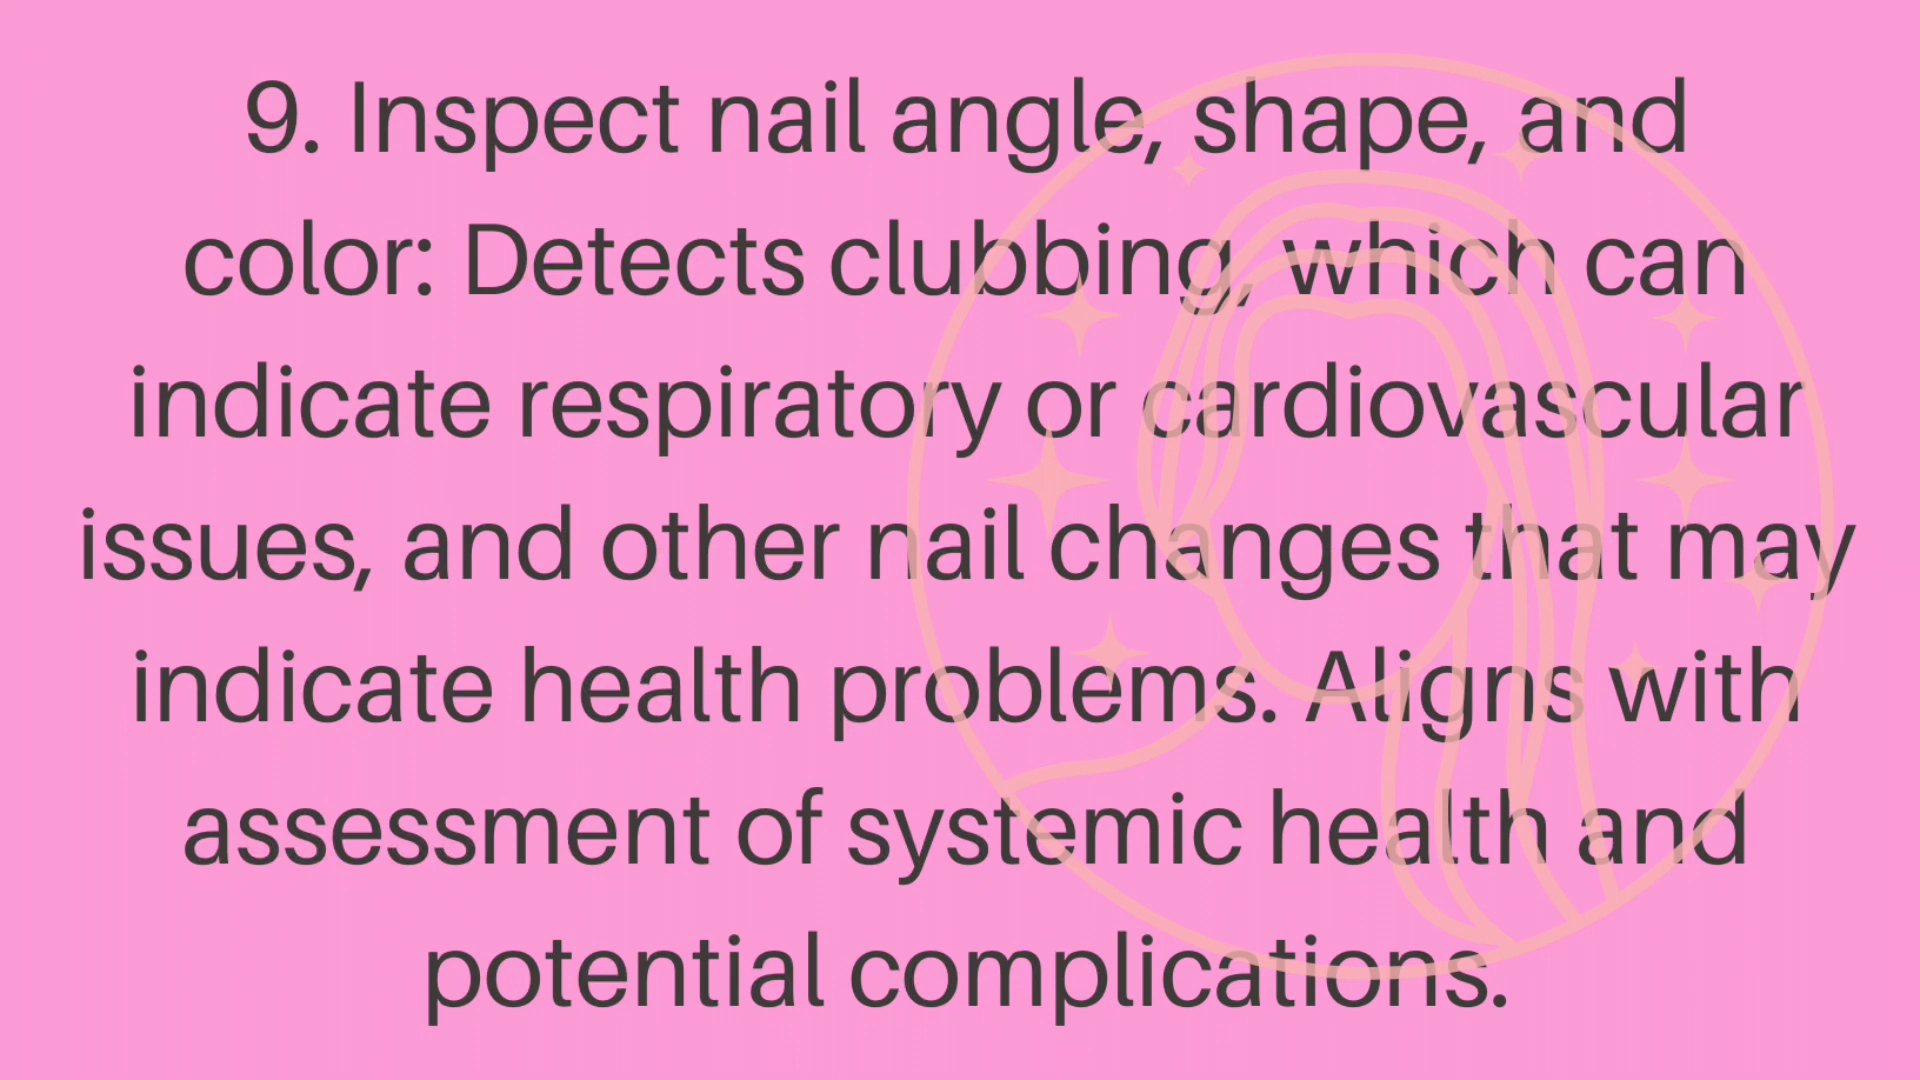 9. Inspect nail angle, shape, and
color: Detects clubbing, which can
indicate respiratory or cardiovascular
issues, and other nail changes that may
indicate health problems. Aligns with
assessment of systemic health and
potential complications.